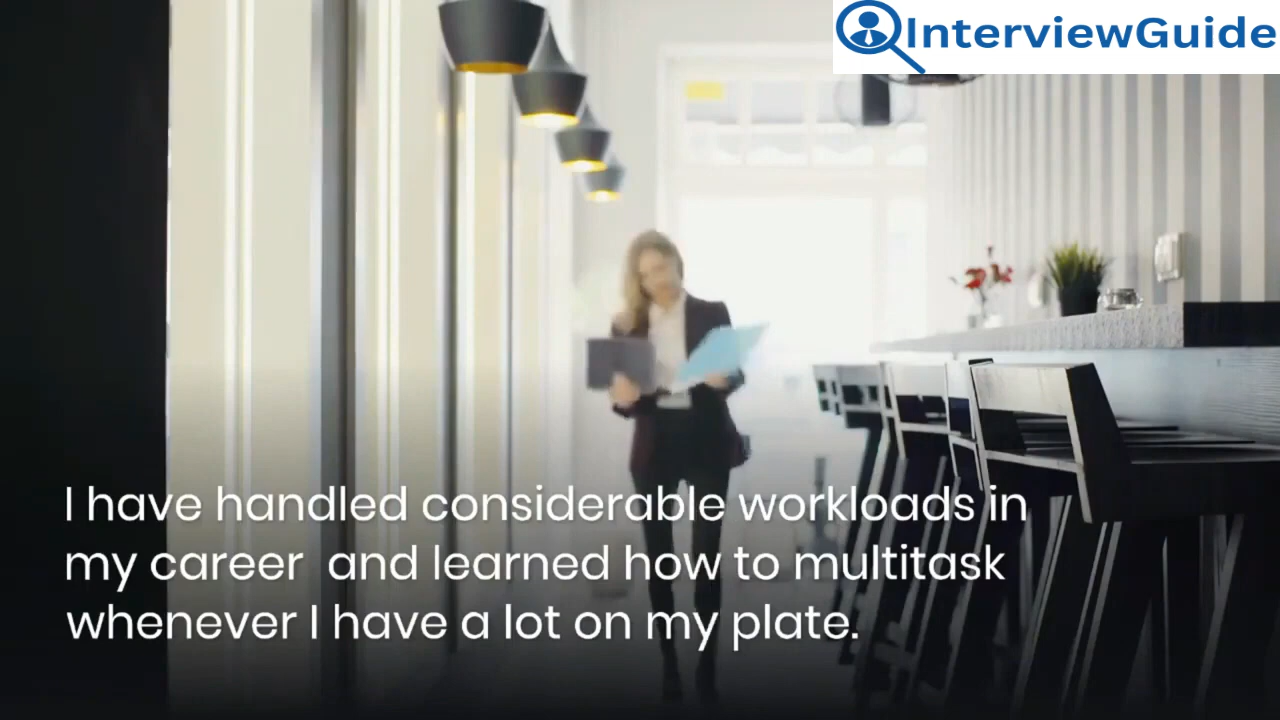 InterviewGuide
I have handled considerable workloads in
my career  and learned how to multitask
whenever I have a lot on my plate.